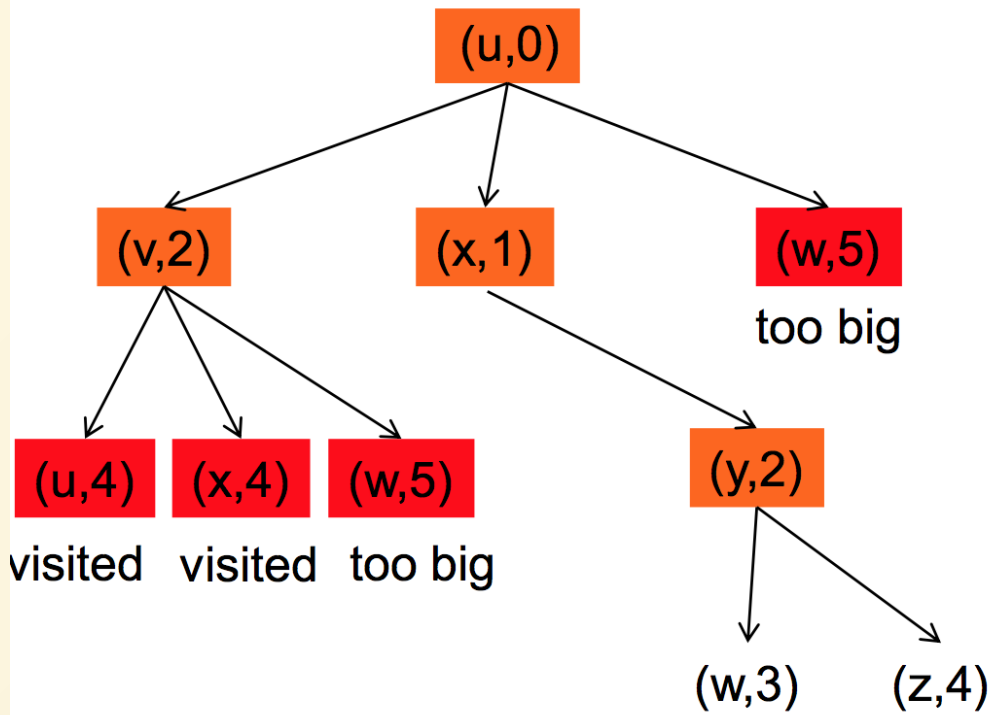 (u,0)
(v,2)
(x,1)
(w,5)
too big
(u,4)
(x,4)
(w,5)
(y,2)
visited
visited
too big
(w,3)
(z,4)